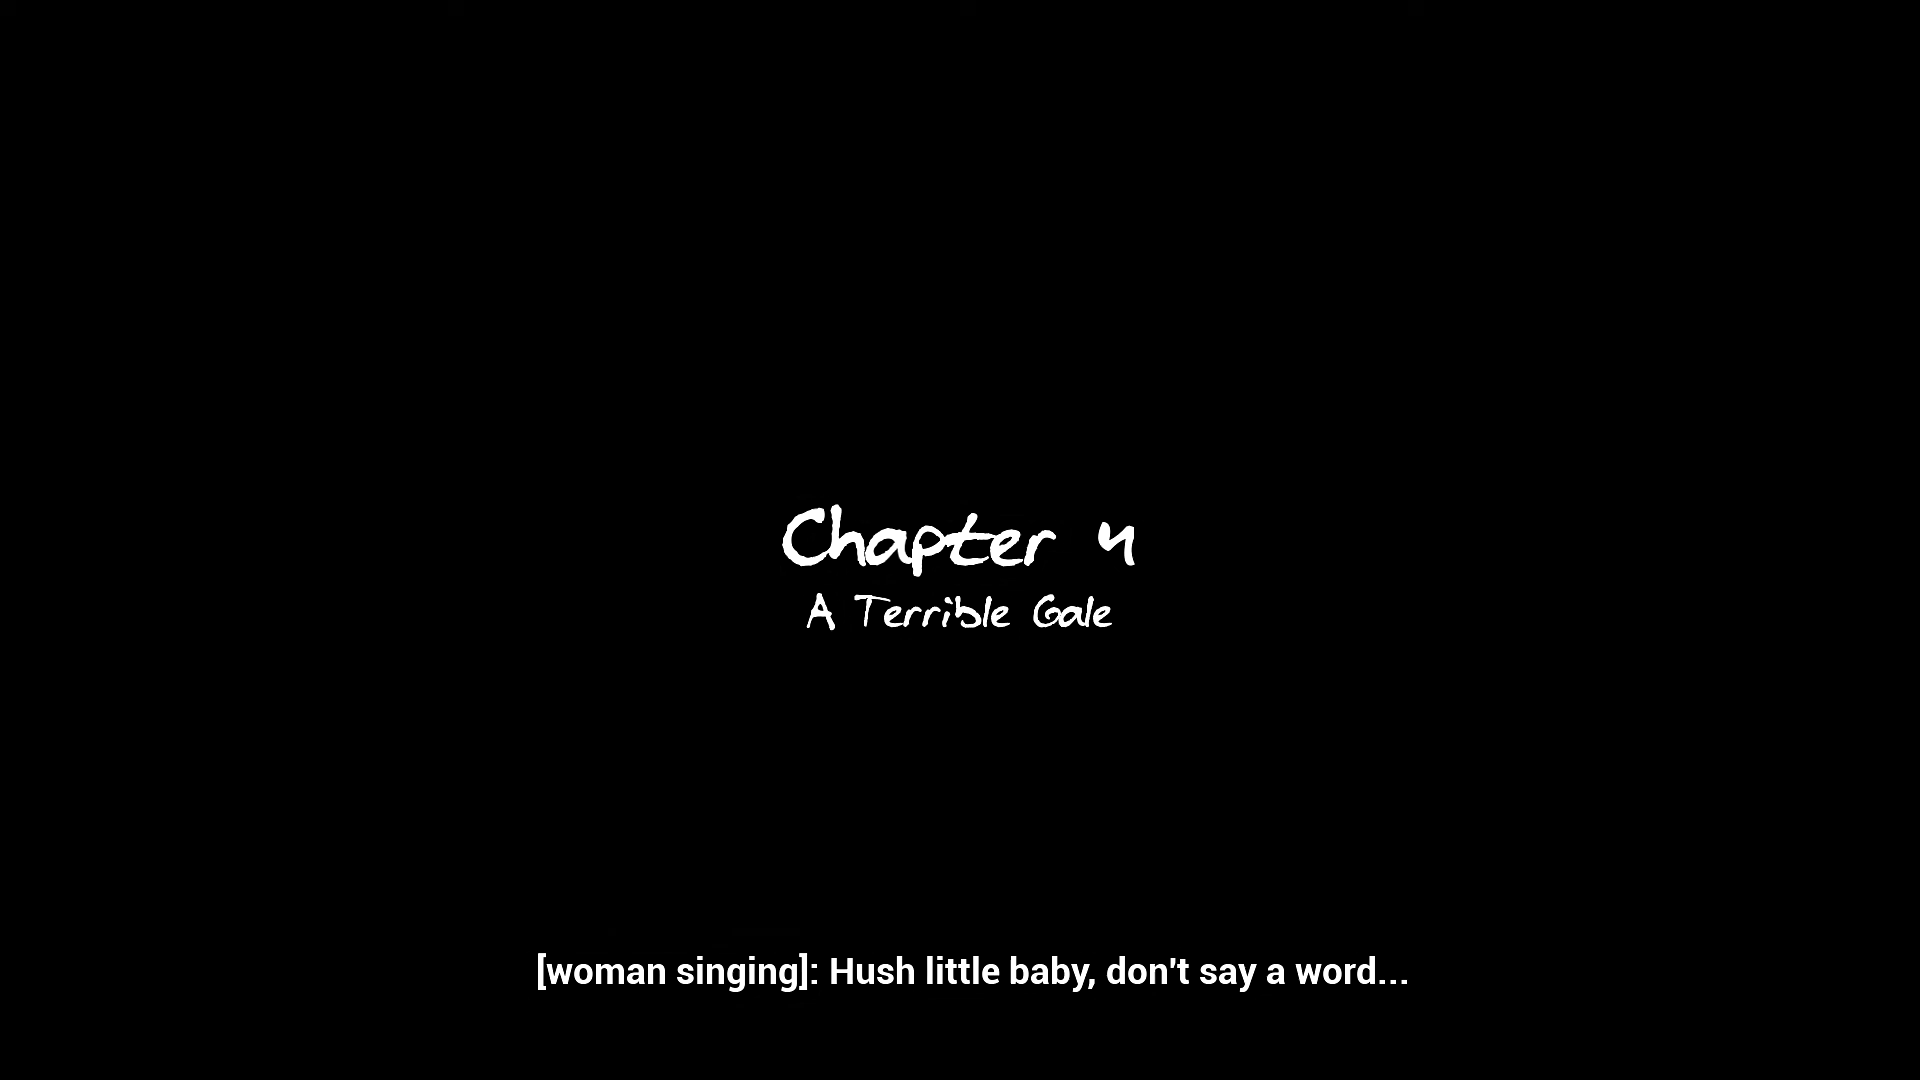 Chapter 4
A Terrible Gale
[woman singing]: Hush little baby, don't say a word...